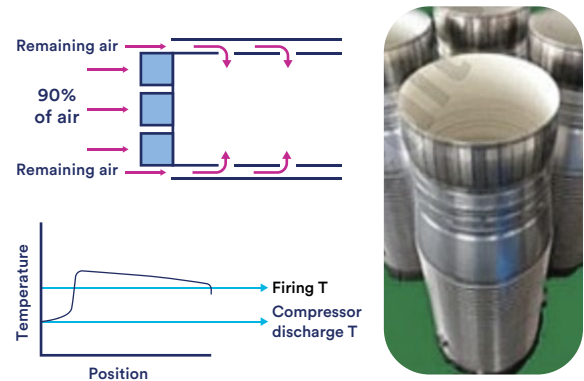 Remaining air
90%
of air
Remaining air
Temperature
Firing T
Compressor
discharge T
Position